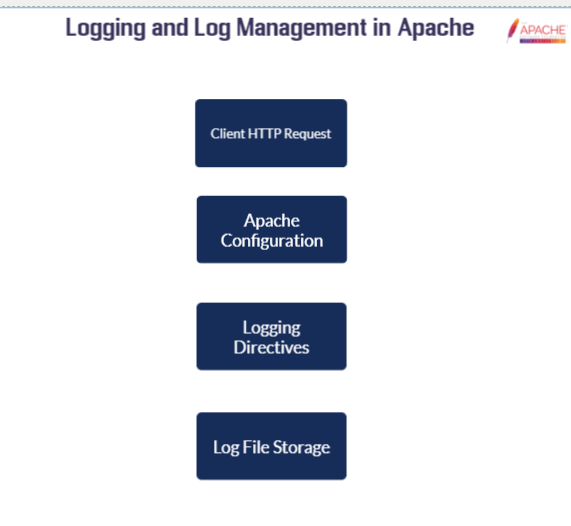 Logging and Log Management in Apache
APACHE
Client HTTP Request
Apache
Configuration
Logging
Directives
Log File Storage